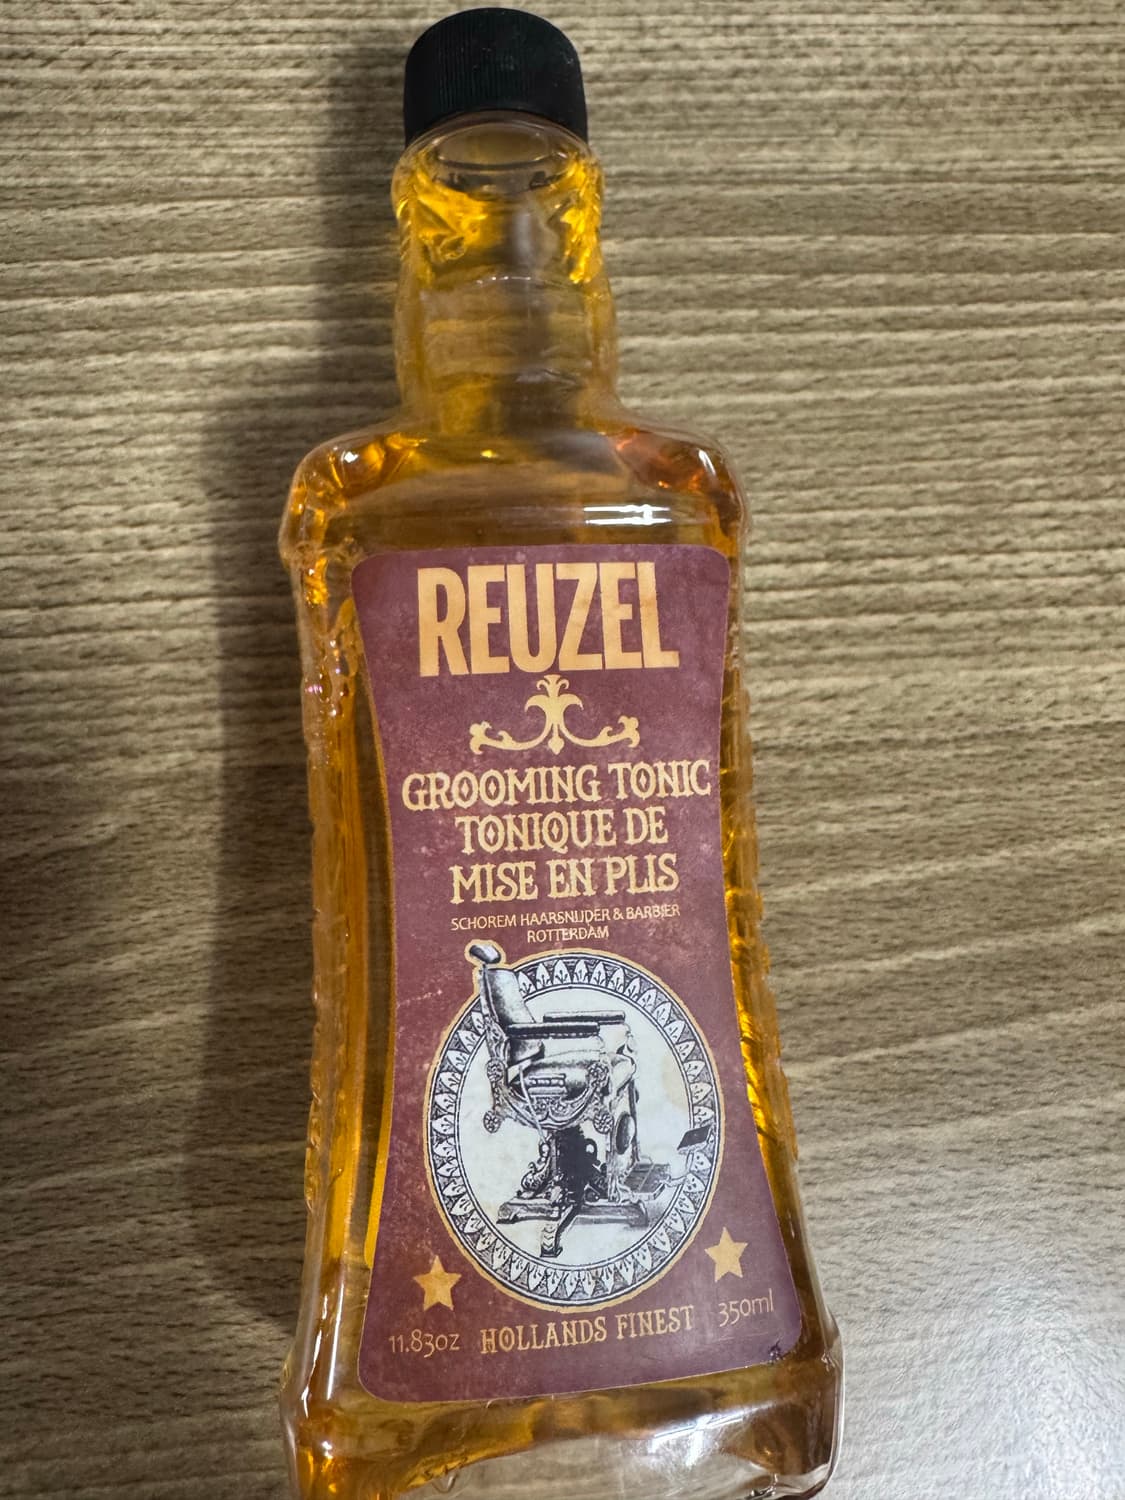 REUZEL
GROOMING TONIC
TONIQUE DE
MISE EN PLIS
SCHOREM HAARSNIJDER & BARBIER
ROTTERDAM
11.83oz HOLLANDS FINEST 350ml